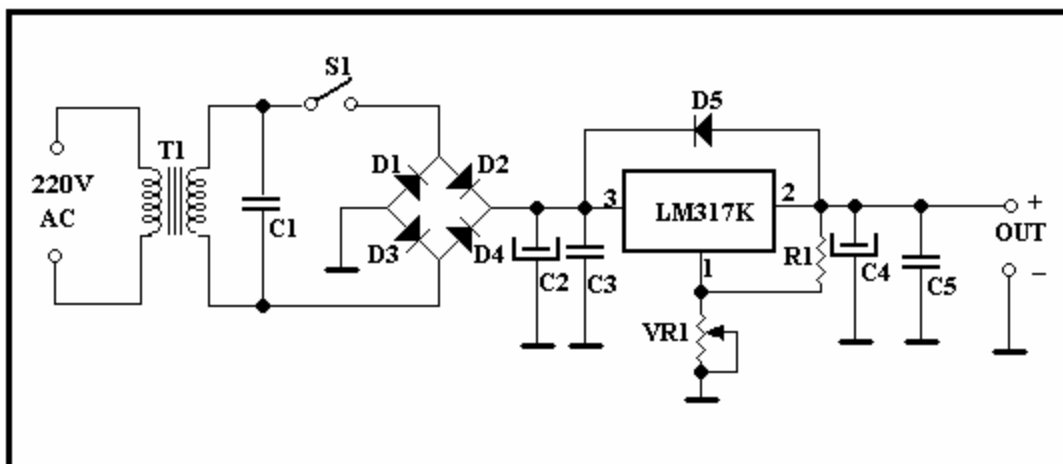 S1
D5
T1
220V
AC
C1
D1
D2
D3
D4
C2
C3
3
LM317K
2
1
R1
VR1
C4
C5
+
OUT
–